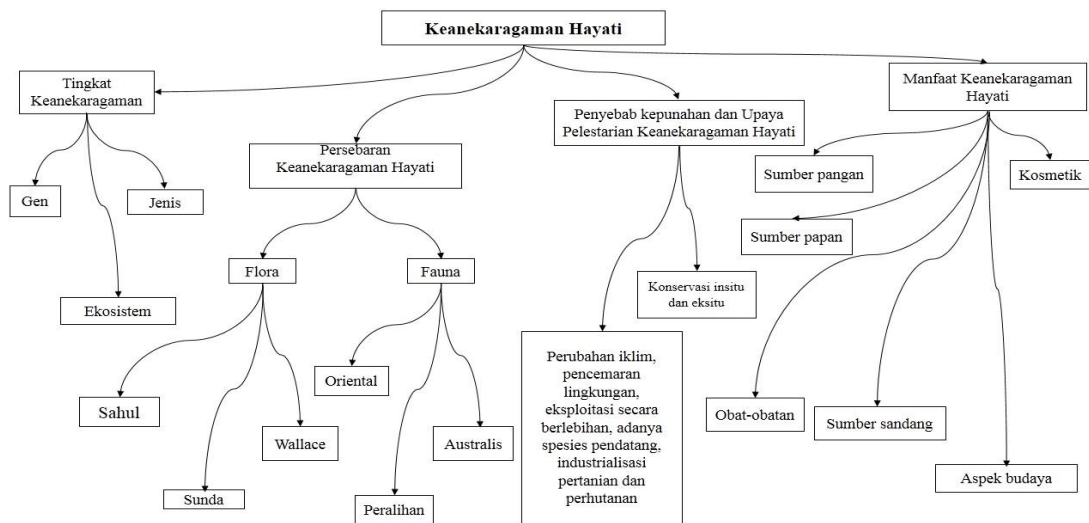 Keanekaragaman Hayati
Tingkat
Keanekaragaman
Manfaat Keanekaragaman
Hayati
Penyebab kepunahan dan Upaya
Pelestarian Keanekaragaman Hayati
Persebaran
Keanekaragaman Hayati
Sumber pangan
Kosmetik
Gen
Jenis
Sumber papan
Flora
Fauna
Konservasi insitu
dan eksitu
Ekosistem
Perubahan iklim,
pencemaran
lingkungan,
eksploitasi secara
berlebihan, adanya
spesies pendatang,
industrialisasi
pertanian dan
perhutanan
Oriental
Sahul
Obat-obatan
Sumber sandang
Wallace
Australis
Aspek budaya
Sunda
Peralihan